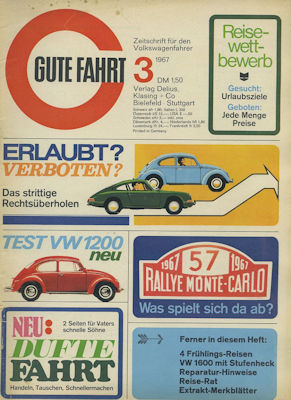 GUTE FAHRT
Zeitschrift für den
Volkswagenfahrer
3 1967
DM 1,50
Verlag Delius,
Klasing + Co
Bielefeld · Stuttgart
Printed in Germany
Reise-
wett-
bewerb
Gesucht:
Urlaubsziele
Geboten:
Jede Menge
Preise
ERLAUBT?
VERBOTEN?
Das strittige
Rechtsüberholen
TEST VW 1200
neu
1967 57 1967
RALLYE MONTE-CARLO
Was spielt sich da ab?
NEU:
2 Seiten für Vaters
schnelle Söhne
DUFTE
FAHRT
Handeln, Tauschen, Schnellermachen
Ferner in diesem Heft:
4 Frühlings-Reisen
VW 1600 mit Stufenheck
Reparatur-Hinweise
Reise-Rat
Extrakt-Merkblätter